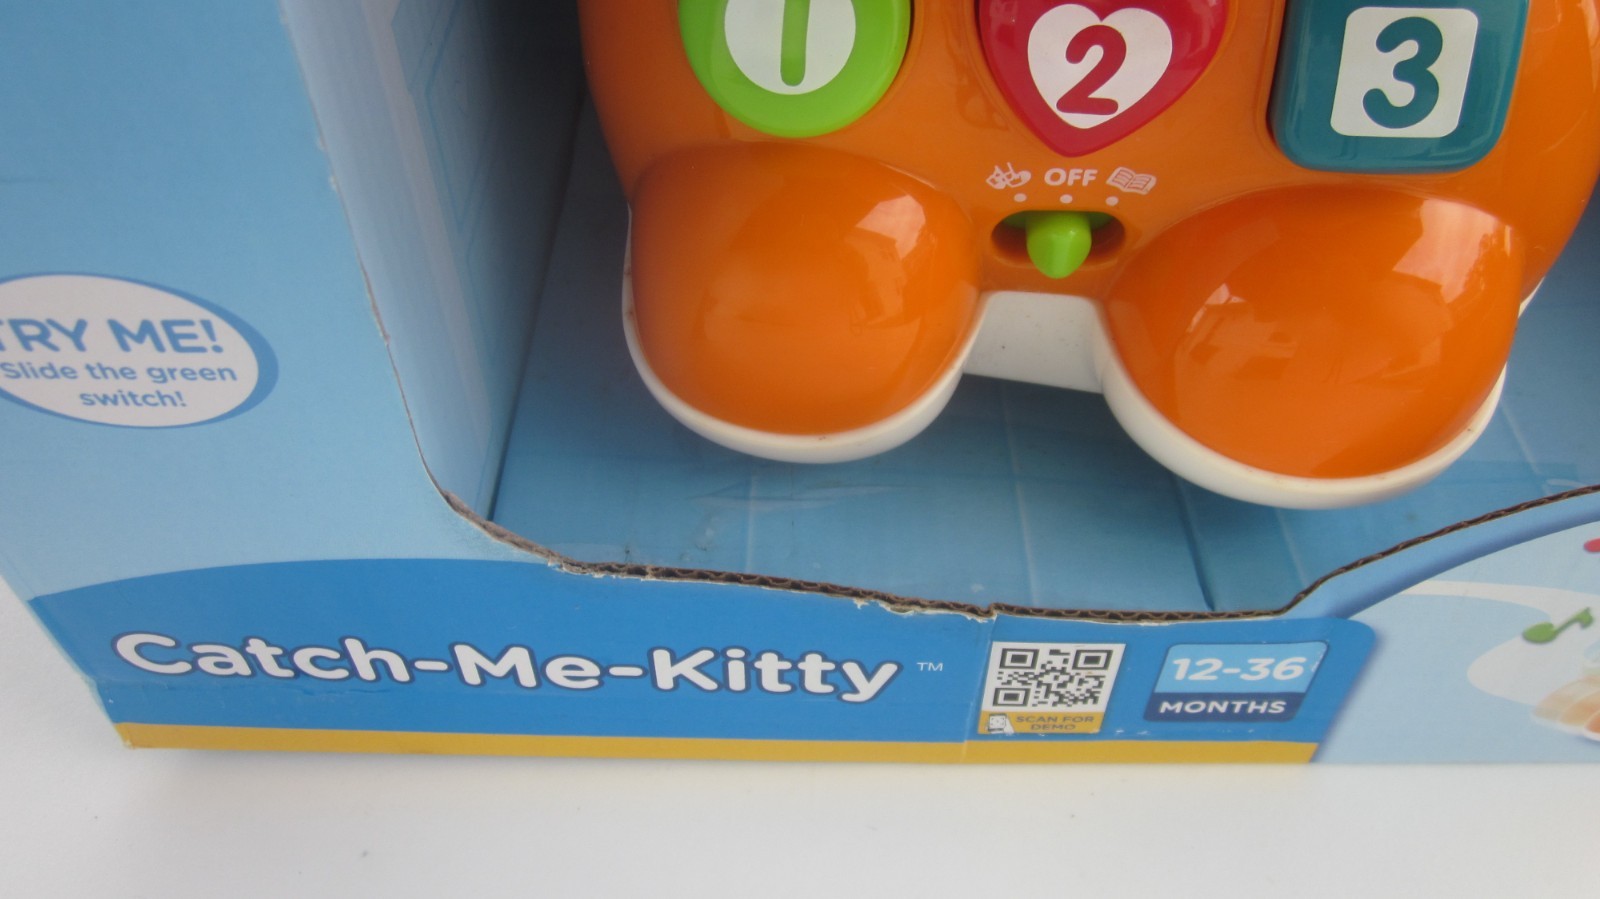 1 2 3
OFF
TRY ME!
Slide the green
switch!
Catch-Me-Kitty™
SCAN FOR
DEMO
12-36
MONTHS